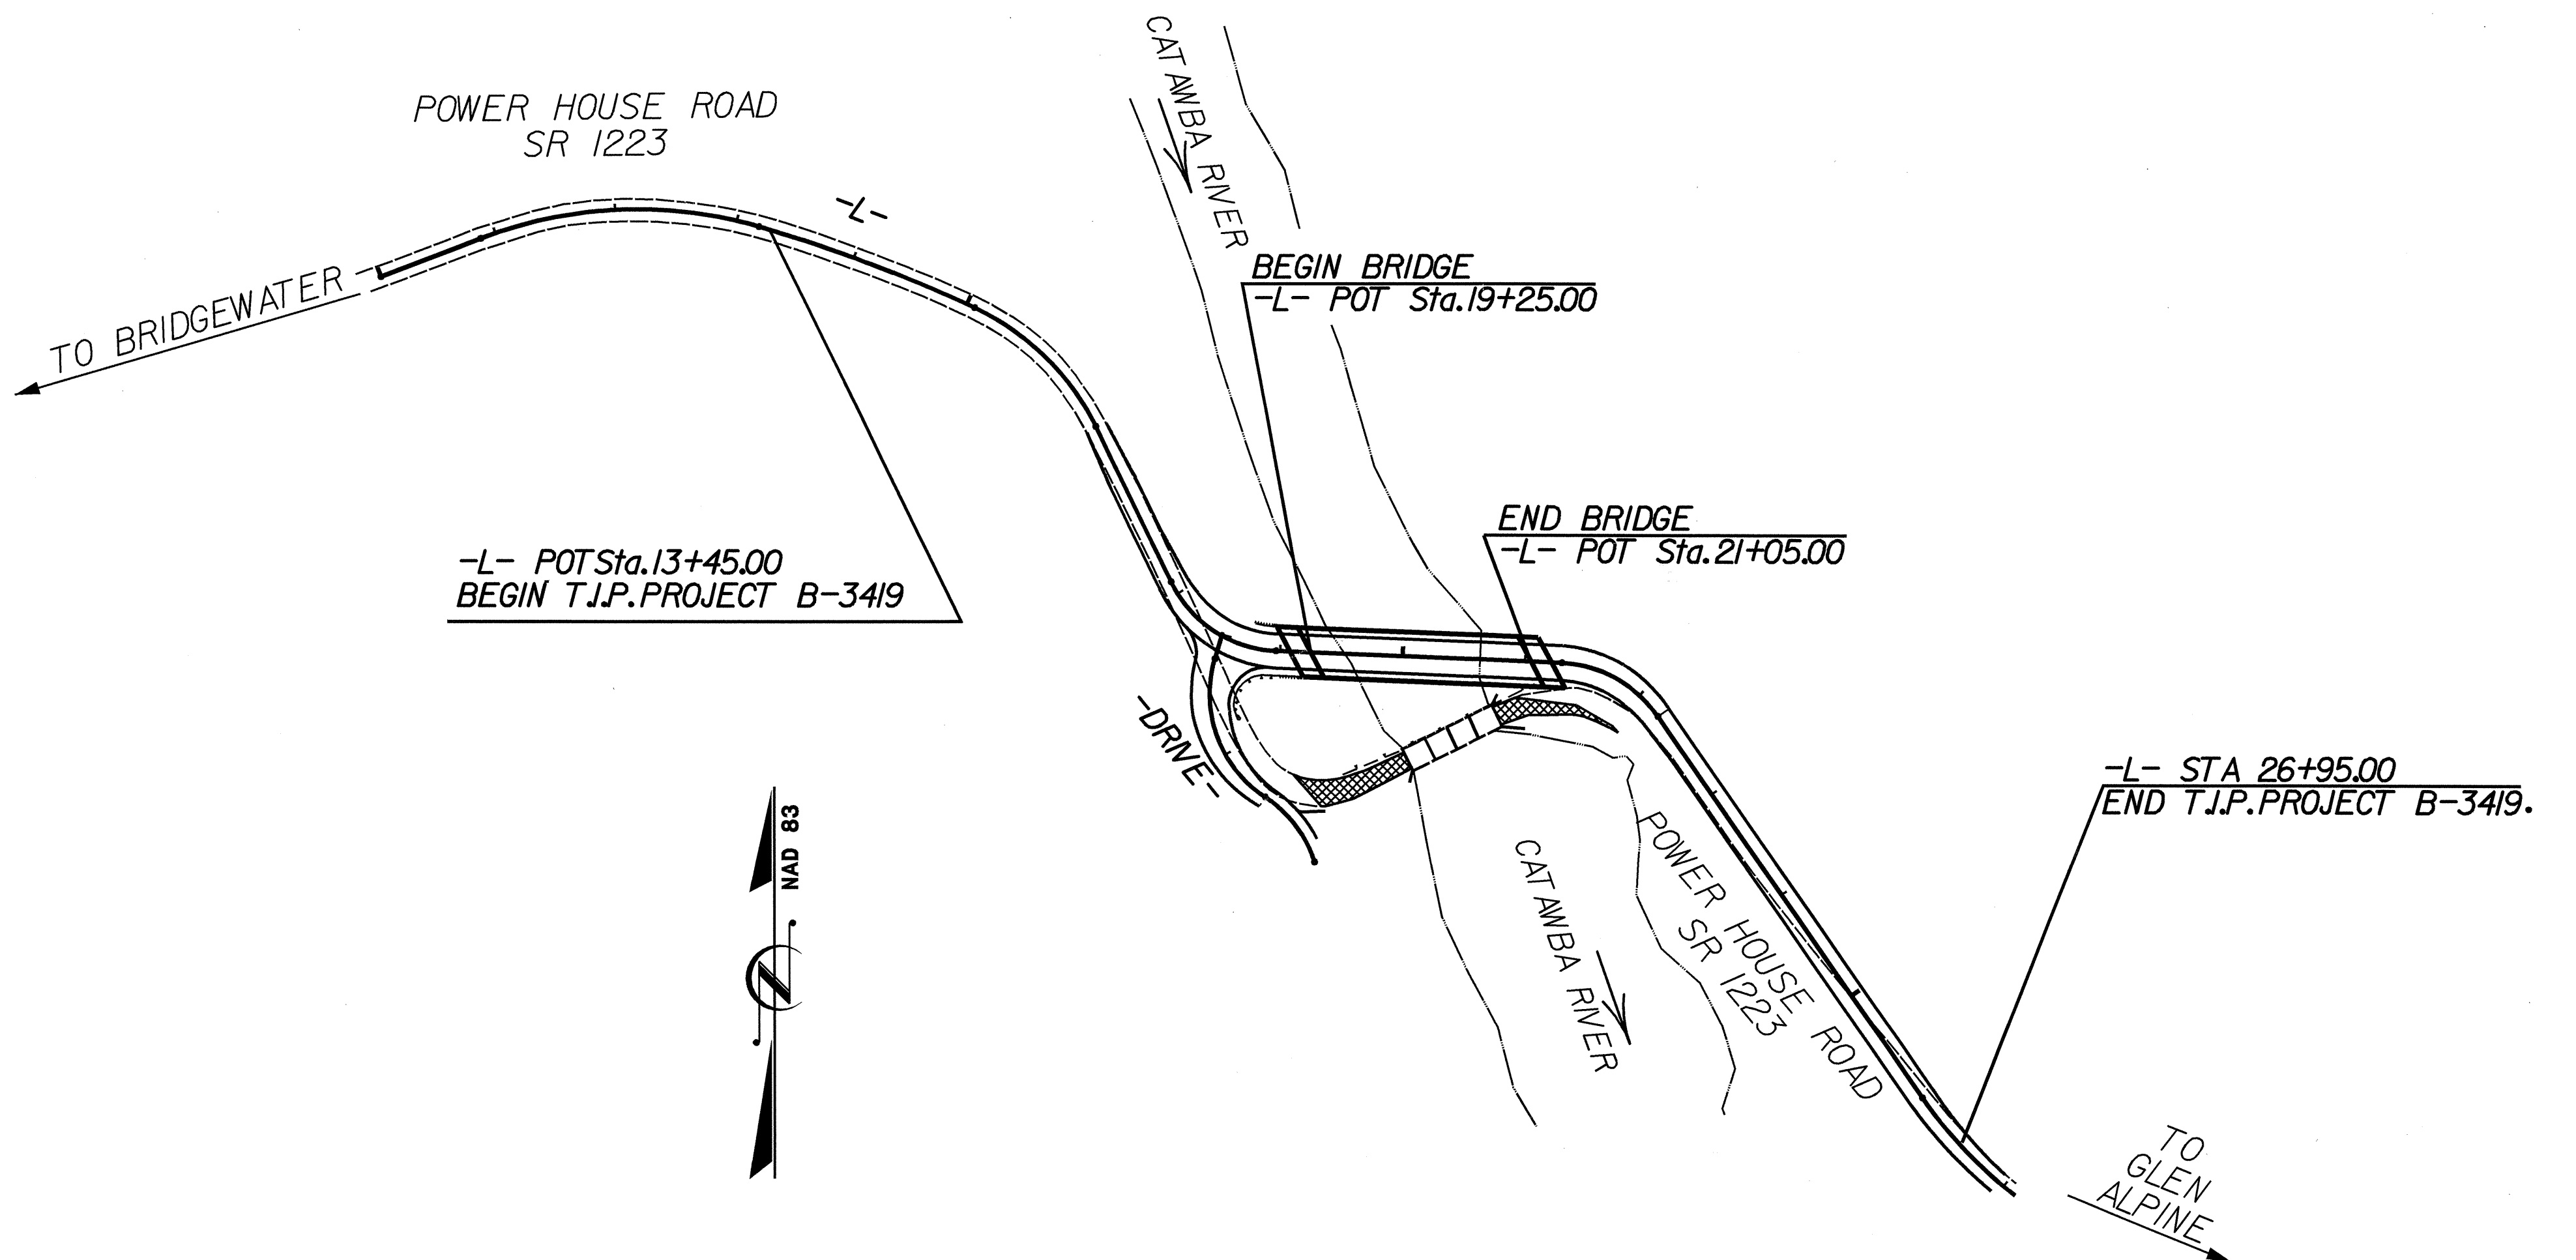 POWER HOUSE ROAD
SR 1223
-L-
CATAWBA RIVER
TO BRIDGEWATER
BEGIN BRIDGE
-L- POT Sta. 19+25.00
END BRIDGE
-L- POT Sta. 21+05.00
-L- POT Sta. 13+45.00
BEGIN T.I.P. PROJECT B-3419
-DRIVE-
NAD 83
N
CATAWBA RIVER
POWER HOUSE ROAD
SR 1223
-L- STA 26+95.00
END T.I.P. PROJECT B-3419.
TO
GLEN
ALPINE